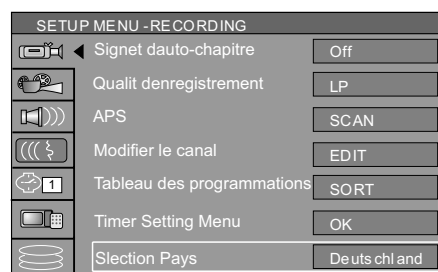 SETUP MENU -RECORDING
Signet dauto-chapitre Off
Qualit denregistrement LP
APS SCAN
Modifier le canal EDIT
1 Tableau des programmations SORT
Timer Setting Menu OK
Slection Pays Deutschland